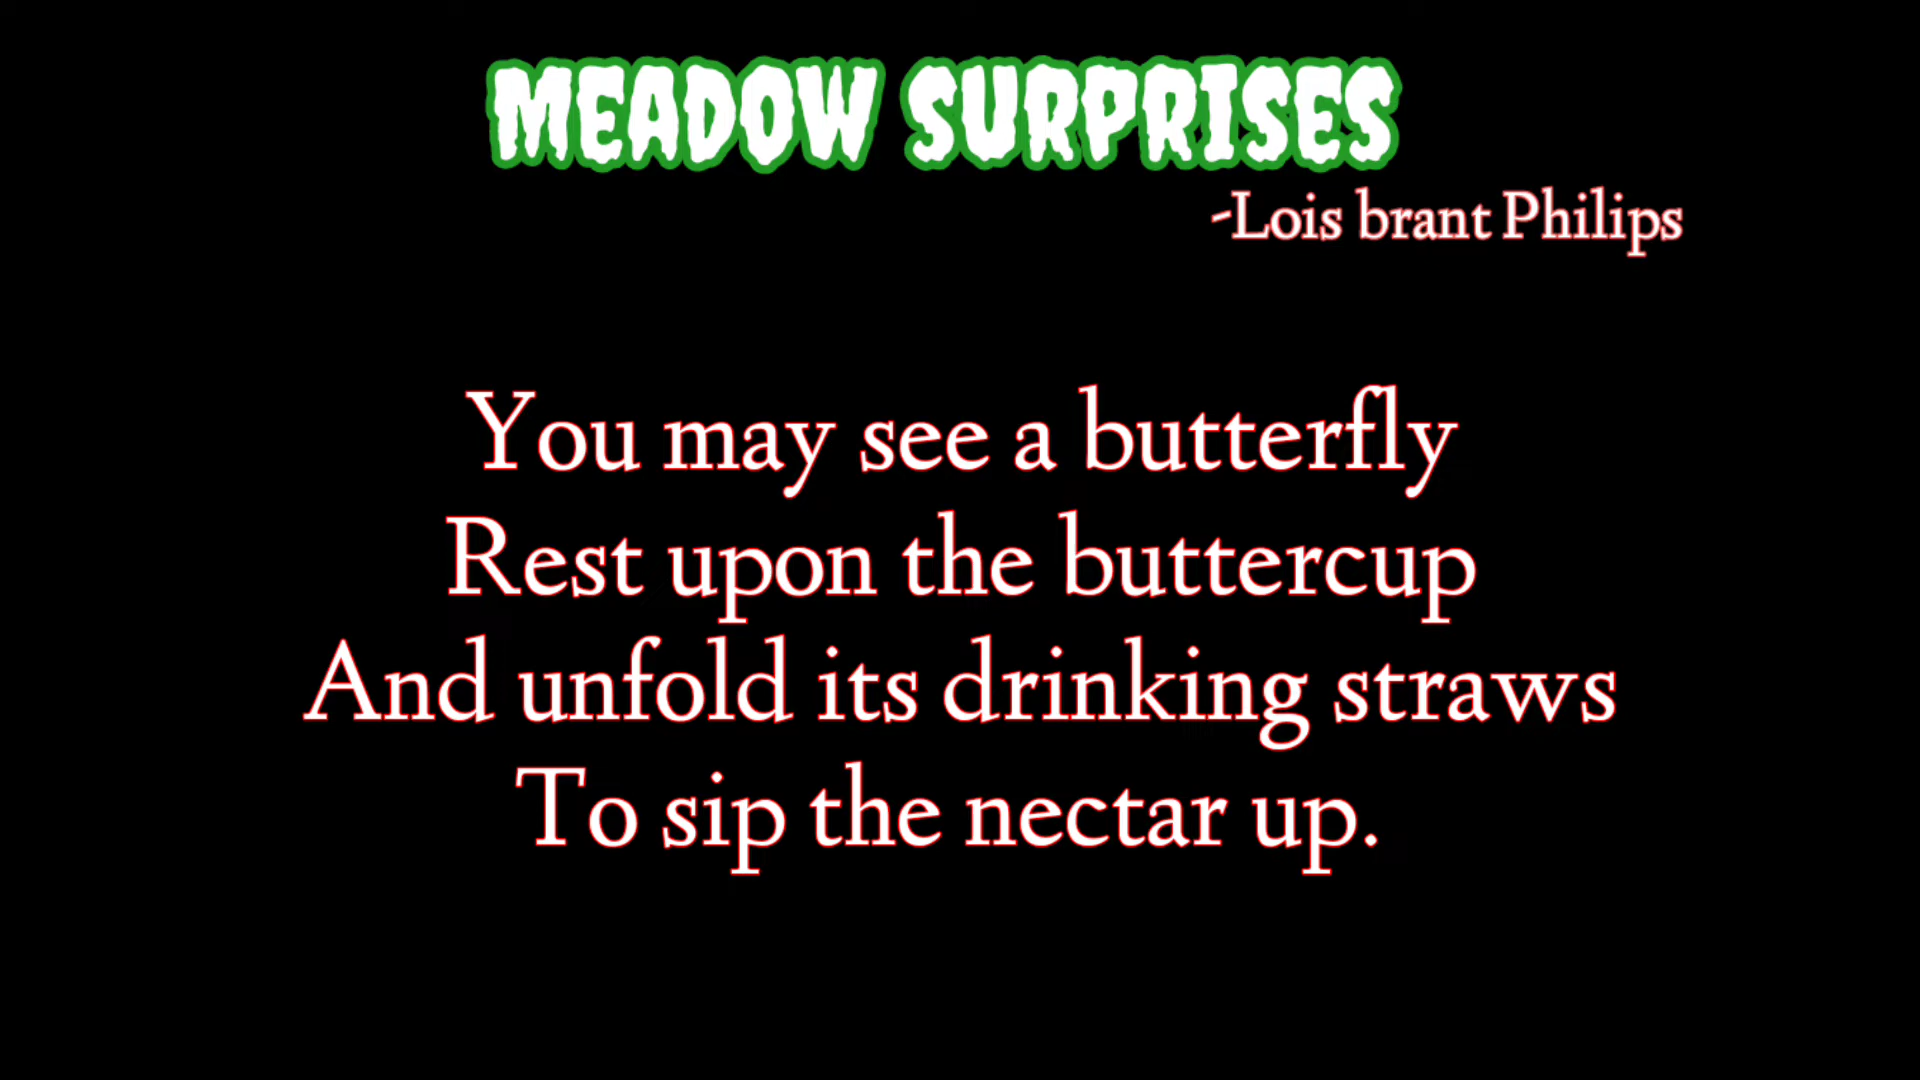 MEADOW SURPRISES
-Lois brant Philips
You may see a butterfly
Rest upon the buttercup
And unfold its drinking straws
To sip the nectar up.